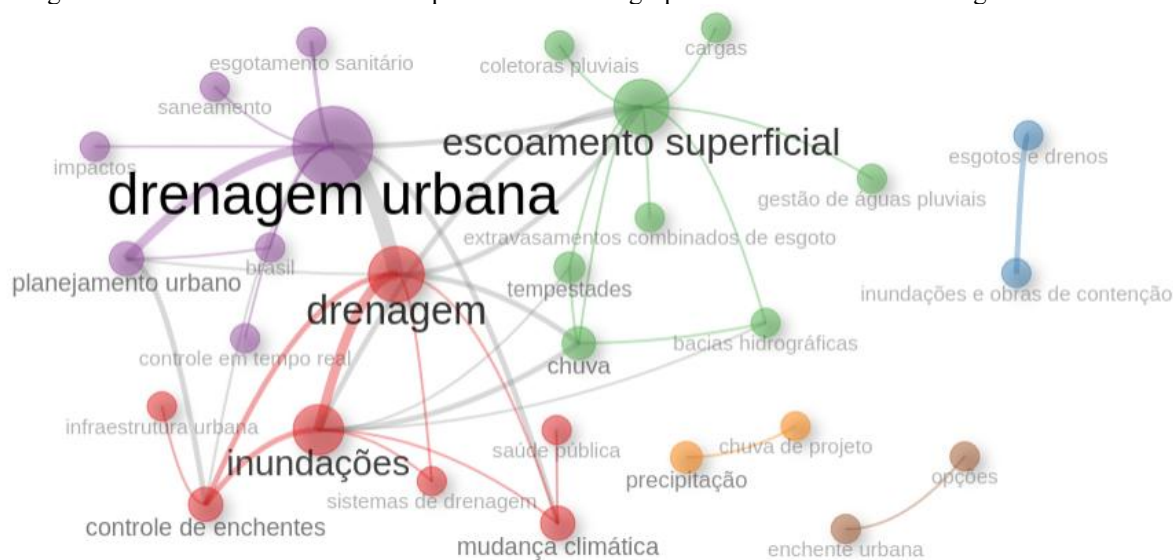 cargas
esgotamento sanitário
coletoras pluviais
saneamento
escoamento superficial
esgotos e drenos
impactos
drenagem urbana
gestão de águas pluviais
extravasamentos combinados de esgoto
brasil
planejamento urbano
tempestades
inundações e obras de contenção
drenagem
bacias hidrográficas
controle em tempo real
chuva
infraestrutura urbana
chuva de projeto
saúde pública
inundações
precipitação
opções
sistemas de drenagem
controle de enchentes
mudança climática
enchente urbana